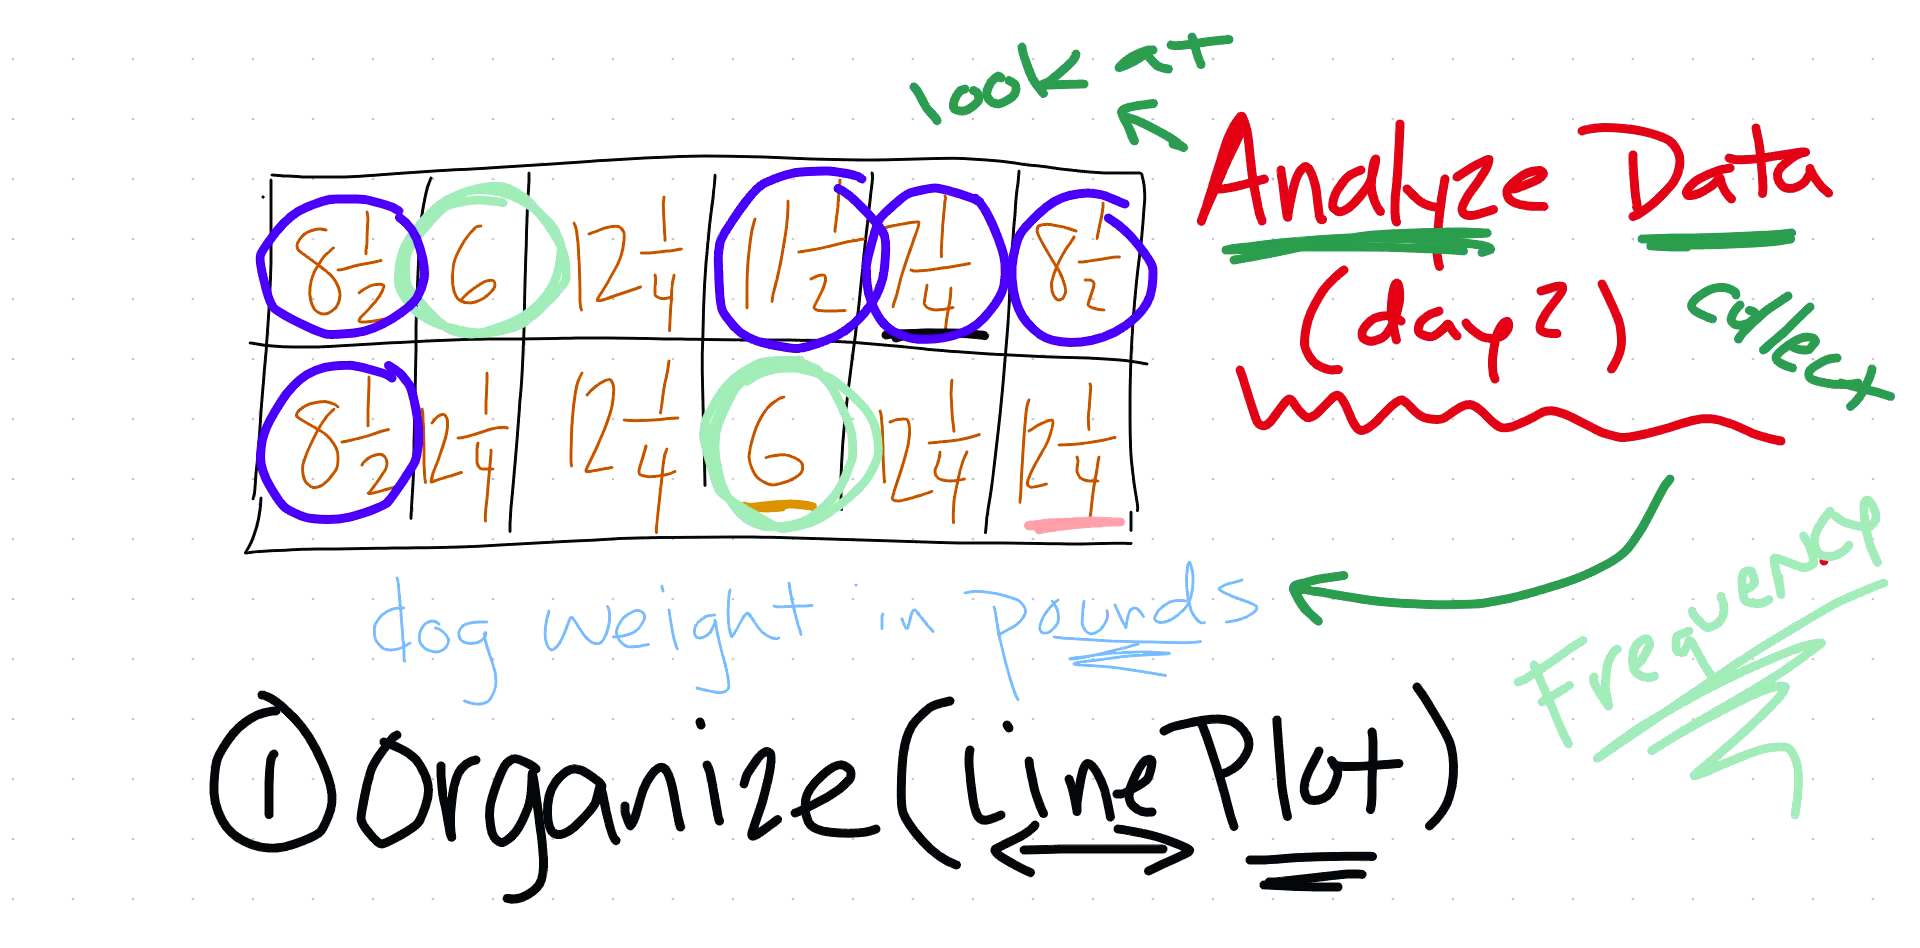 look at
Analyze Data
(day 2)
collect
8 1/2 6 12 1/4 11 1/2 7 1/4 8 1/2
8 1/2 12 1/4 12 1/4 6 12 1/4 12 1/4
dog weight in pounds
Frequency
1 Organize (Line Plot)